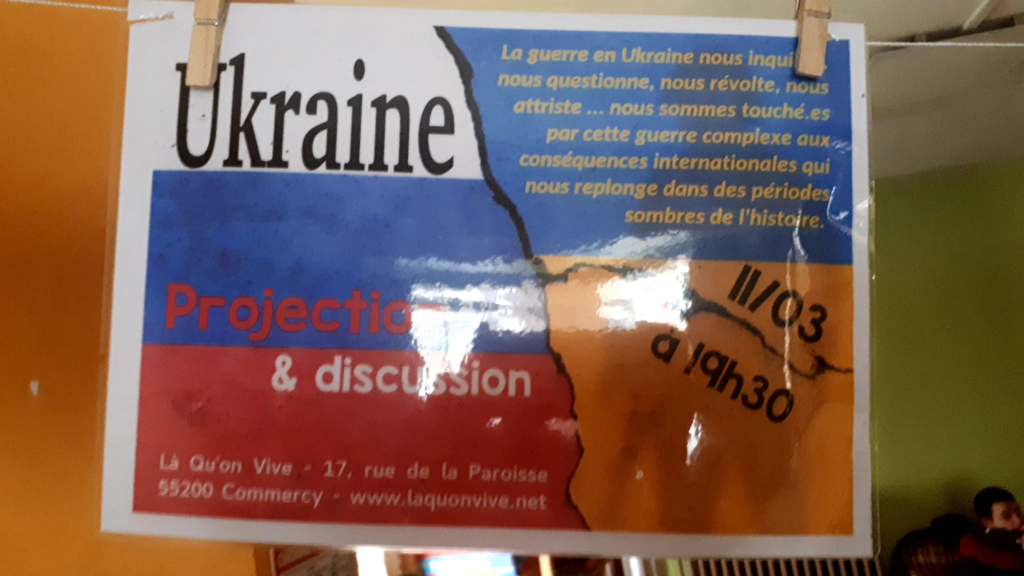 Ukraine
La guerre en Ukraine nous
nous questionne, nous révolte, nous
attriste ... nous sommes touché.es
par cette guerre complexe aux
conséquences internationales qui
nous replonge dans des périodes
sombres de l'histoire.
11/03
à 19h30
Projection
& discussion
Là Qu'on Vive - 17, rue de la Paroisse
55200 Commercy - www.laquonvive.net